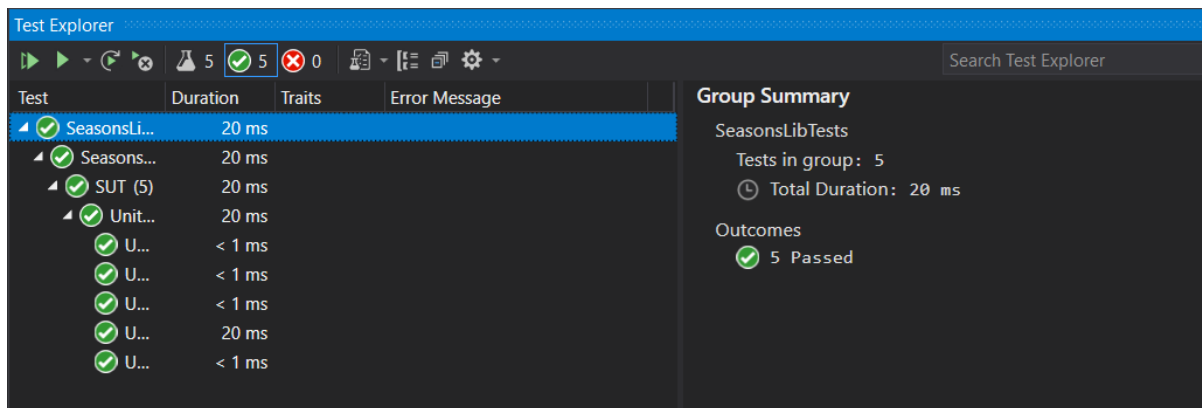 Test Explorer
5 5 0
Search Test Explorer
Test Duration Traits Error Message
SeasonsLi... 20 ms
Seasons... 20 ms
SUT (5) 20 ms
Unit... 20 ms
U... < 1 ms
U... < 1 ms
U... < 1 ms
U... 20 ms
U... < 1 ms
Group Summary
SeasonsLibTests
Tests in group: 5
Total Duration: 20 ms
Outcomes
5 Passed